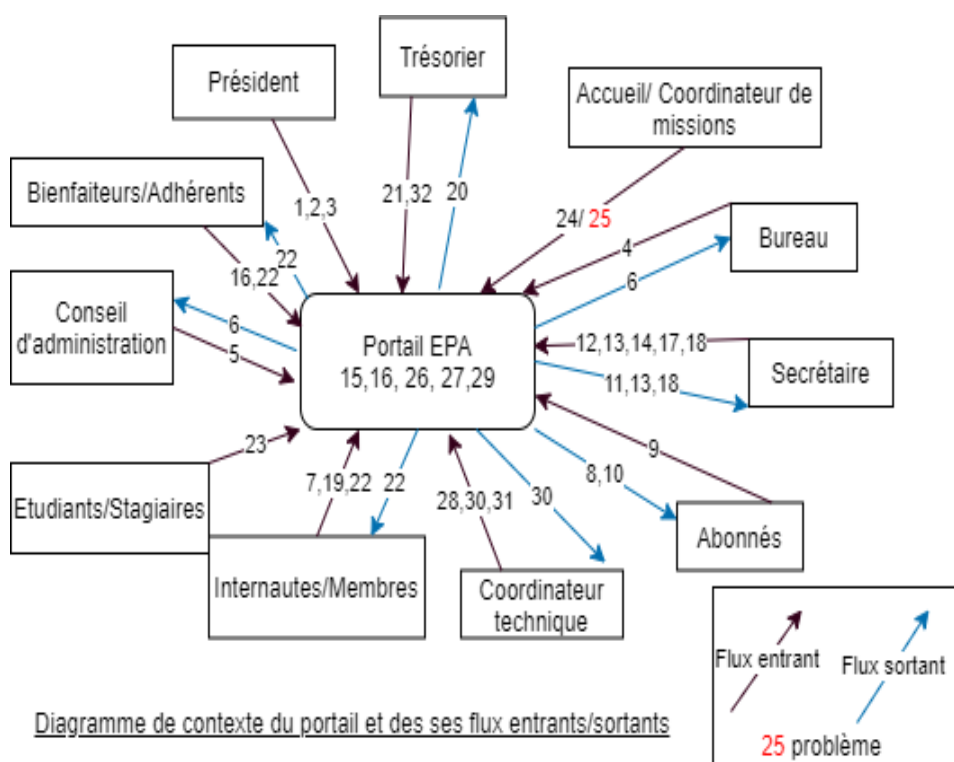 Trésorier
Président
Accueil/ Coordinateur de
missions
Bienfaiteurs/Adhérents
1,2,3
21,32
20
24/ 25
Bureau
4
16,22
22
6
Conseil
d'administration
6
5
Portail EPA
15,16, 26, 27,29
12,13,14,17,18
Secrétaire
11,13,18
23
9
Etudiants/Stagiaires
7,19,22
22
28,30,31
30
8,10
Abonnés
Internautes/Membres
Coordinateur
technique
Flux entrant
Flux sortant
Diagramme de contexte du portail et des ses flux entrants/sortants
25 problème